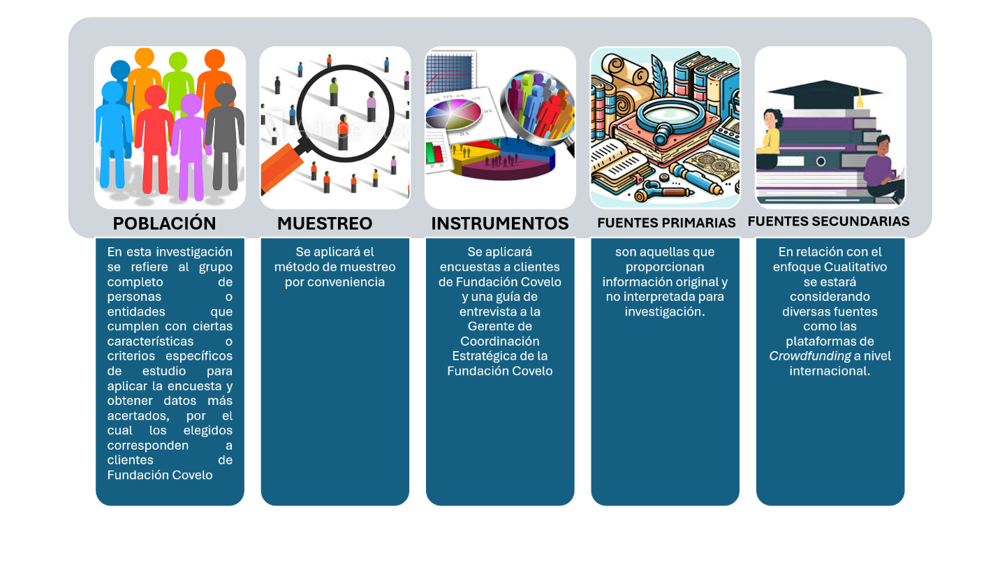 POBLACIÓN
En esta investigación
se refiere al grupo
completo de
personas o
entidades que
cumplen con ciertas
características o
criterios específicos
de estudio para
aplicar la encuesta y
obtener datos más
acertados, por el
cual los elegidos
corresponden a
clientes de
Fundación Covelo
MUESTREO
Se aplicará el
método de muestreo
por conveniencia
INSTRUMENTOS
Se aplicará
encuestas a clientes
de Fundación Covelo
y una guía de
entrevista a la
Gerente de
Coordinación
Estratégica de la
Fundación Covelo
FUENTES PRIMARIAS
son aquellas que
proporcionan
información original y
no interpretada para
investigación.
FUENTES SECUNDARIAS
En relación con el
enfoque Cualitativo
se estará
considerando
diversas fuentes
como las
plataformas de
Crowdfunding a nivel
internacional.